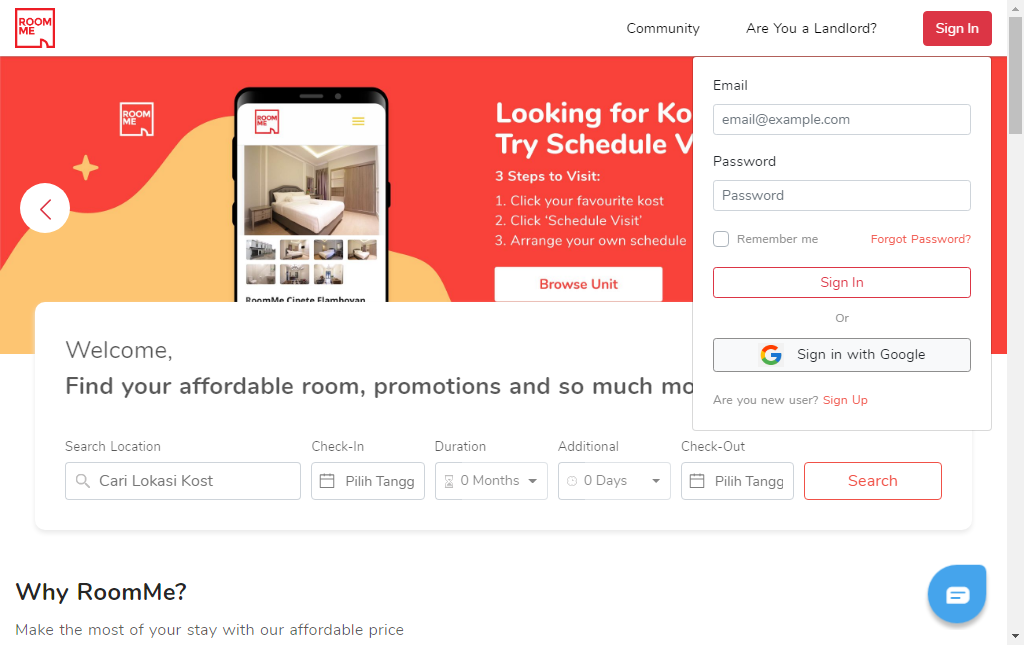 ROOM
ME
Community
Are You a Landlord?
Sign In
ROOM
ME
ROOM
ME
RoomMe Cipete Flamboyan
Looking for Ko
Try Schedule V
3 Steps to Visit:
1. Click your favourite kost
2. Click 'Schedule Visit'
3. Arrange your own schedule
Browse Unit
Email
email@example.com
Password
Password
Remember me
Forgot Password?
Sign In
Or
Sign in with Google
Are you new user? Sign Up
Welcome,
Find your affordable room, promotions and so much mo
Search Location
Check-In
Duration
Additional
Check-Out
Cari Lokasi Kost
Pilih Tangg
0 Months
0 Days
Pilih Tangg
Search
Why RoomMe?
Make the most of your stay with our affordable price